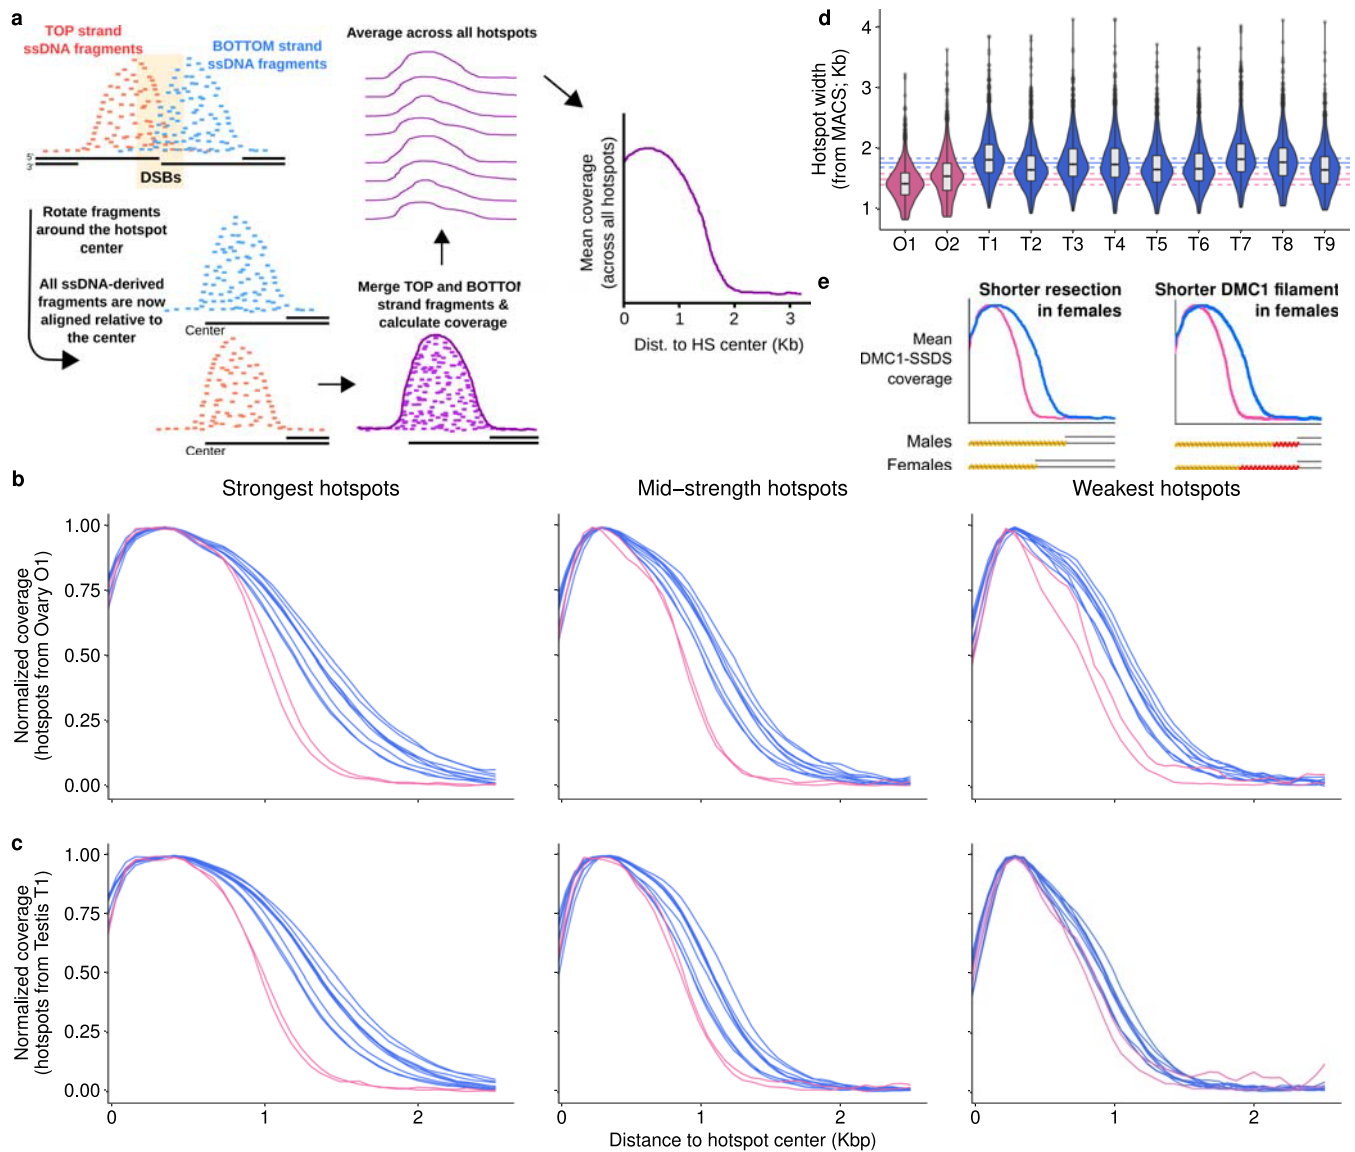 a
TOP strand
ssDNA fragments
BOTTOM strand
ssDNA fragments
DSBs
Rotate fragments
around the hotspot
center
All ssDNA-derived
fragments are now
aligned relative to
the center
Center
Center
Average across all hotspots
Merge TOP and BOTTOM
strand fragments &
calculate coverage
Mean coverage
(across all hotspots)
0 1 2 3
Dist. to HS center (Kb)
d
Hotspot width
(from MACS; Kb)
4
3
2
1
O1 O2 T1 T2 T3 T4 T5 T6 T7 T8 T9
e
Shorter resection
in females
Shorter DMC1 filament
in females
Mean
DMC1-SSDS
coverage
Males
Females
b
Strongest hotspots
Mid−strength hotspots
Weakest hotspots
Normalized coverage
(hotspots from Ovary O1)
1.00
0.75
0.50
0.25
0.00
0 1 2
0 1 2
0 1 2
c
Normalized coverage
(hotspots from Testis T1)
1.00
0.75
0.50
0.25
0.00
Distance to hotspot center (Kbp)